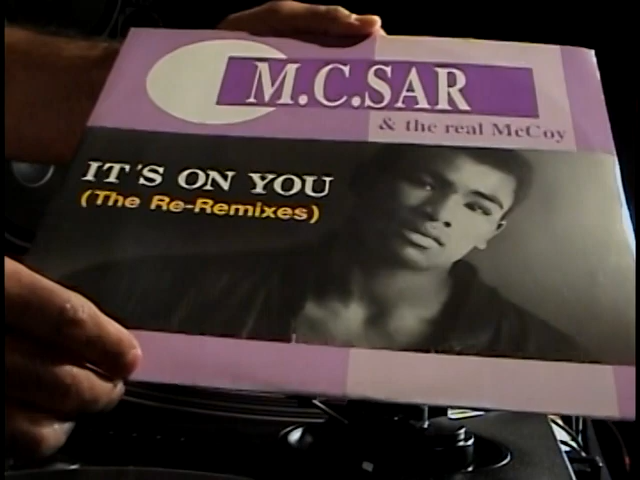 M.C.SAR
& the real McCoy
IT'S ON YOU
(The Re-Remixes)